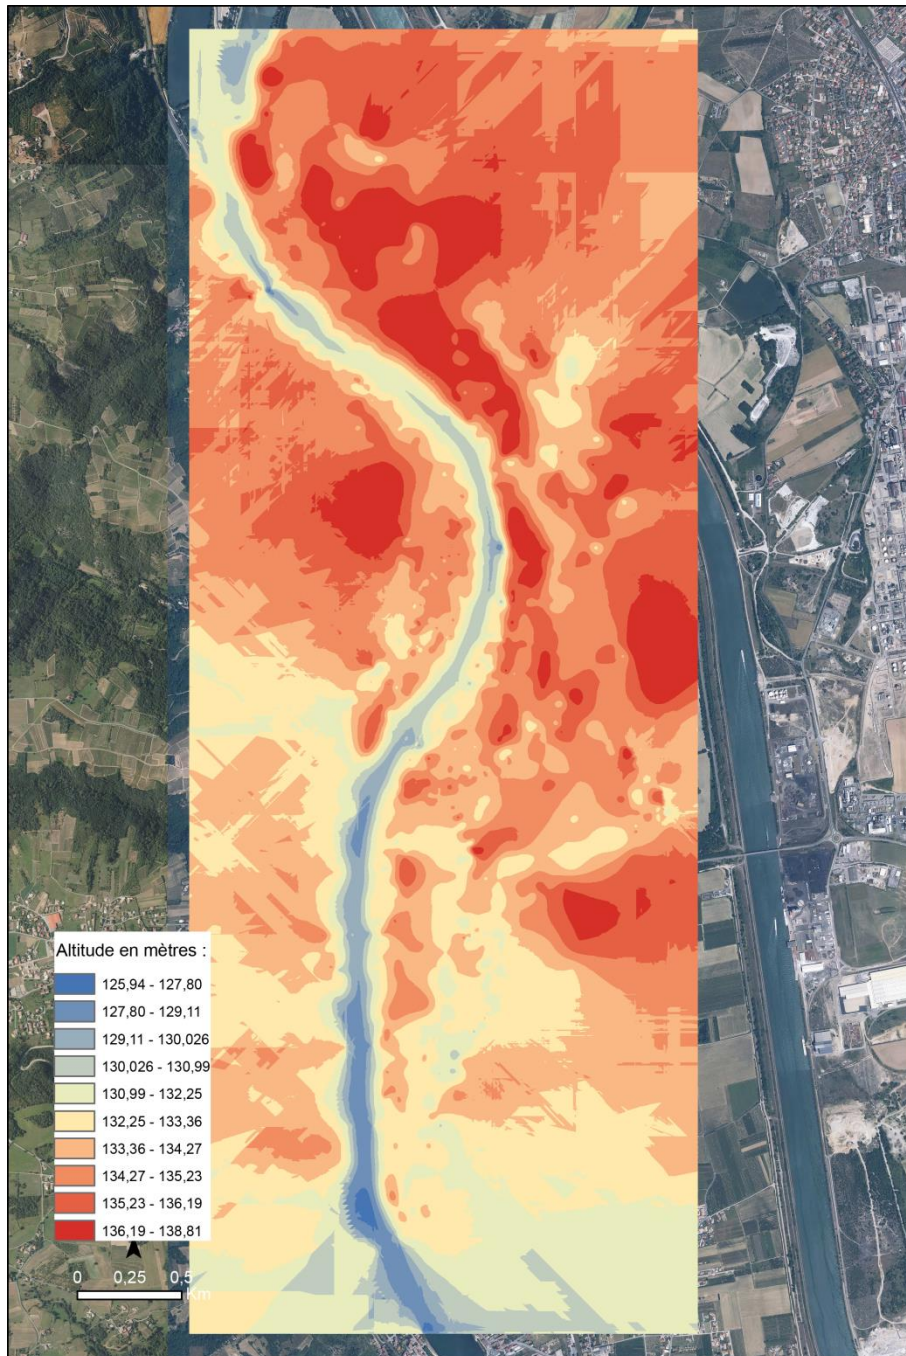 Altitude en mètres :
125,94 - 127,80
127,80 - 129,11
129,11 - 130,026
130,026 - 130,99
130,99 - 132,25
132,25 - 133,36
133,36 - 134,27
134,27 - 135,23
135,23 - 136,19
136,19 - 138,81
0 0,25 0,5
Km